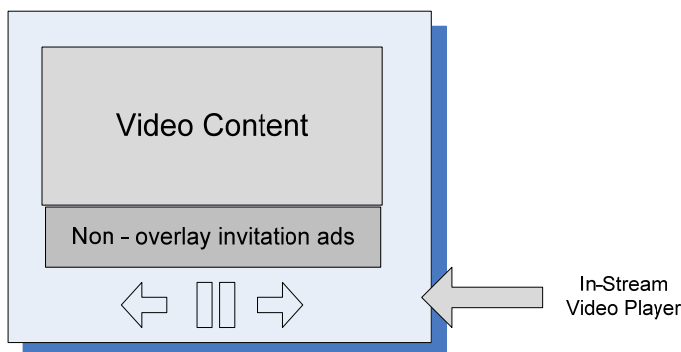 Video Content
Non - overlay invitation ads
In-Stream
Video Player